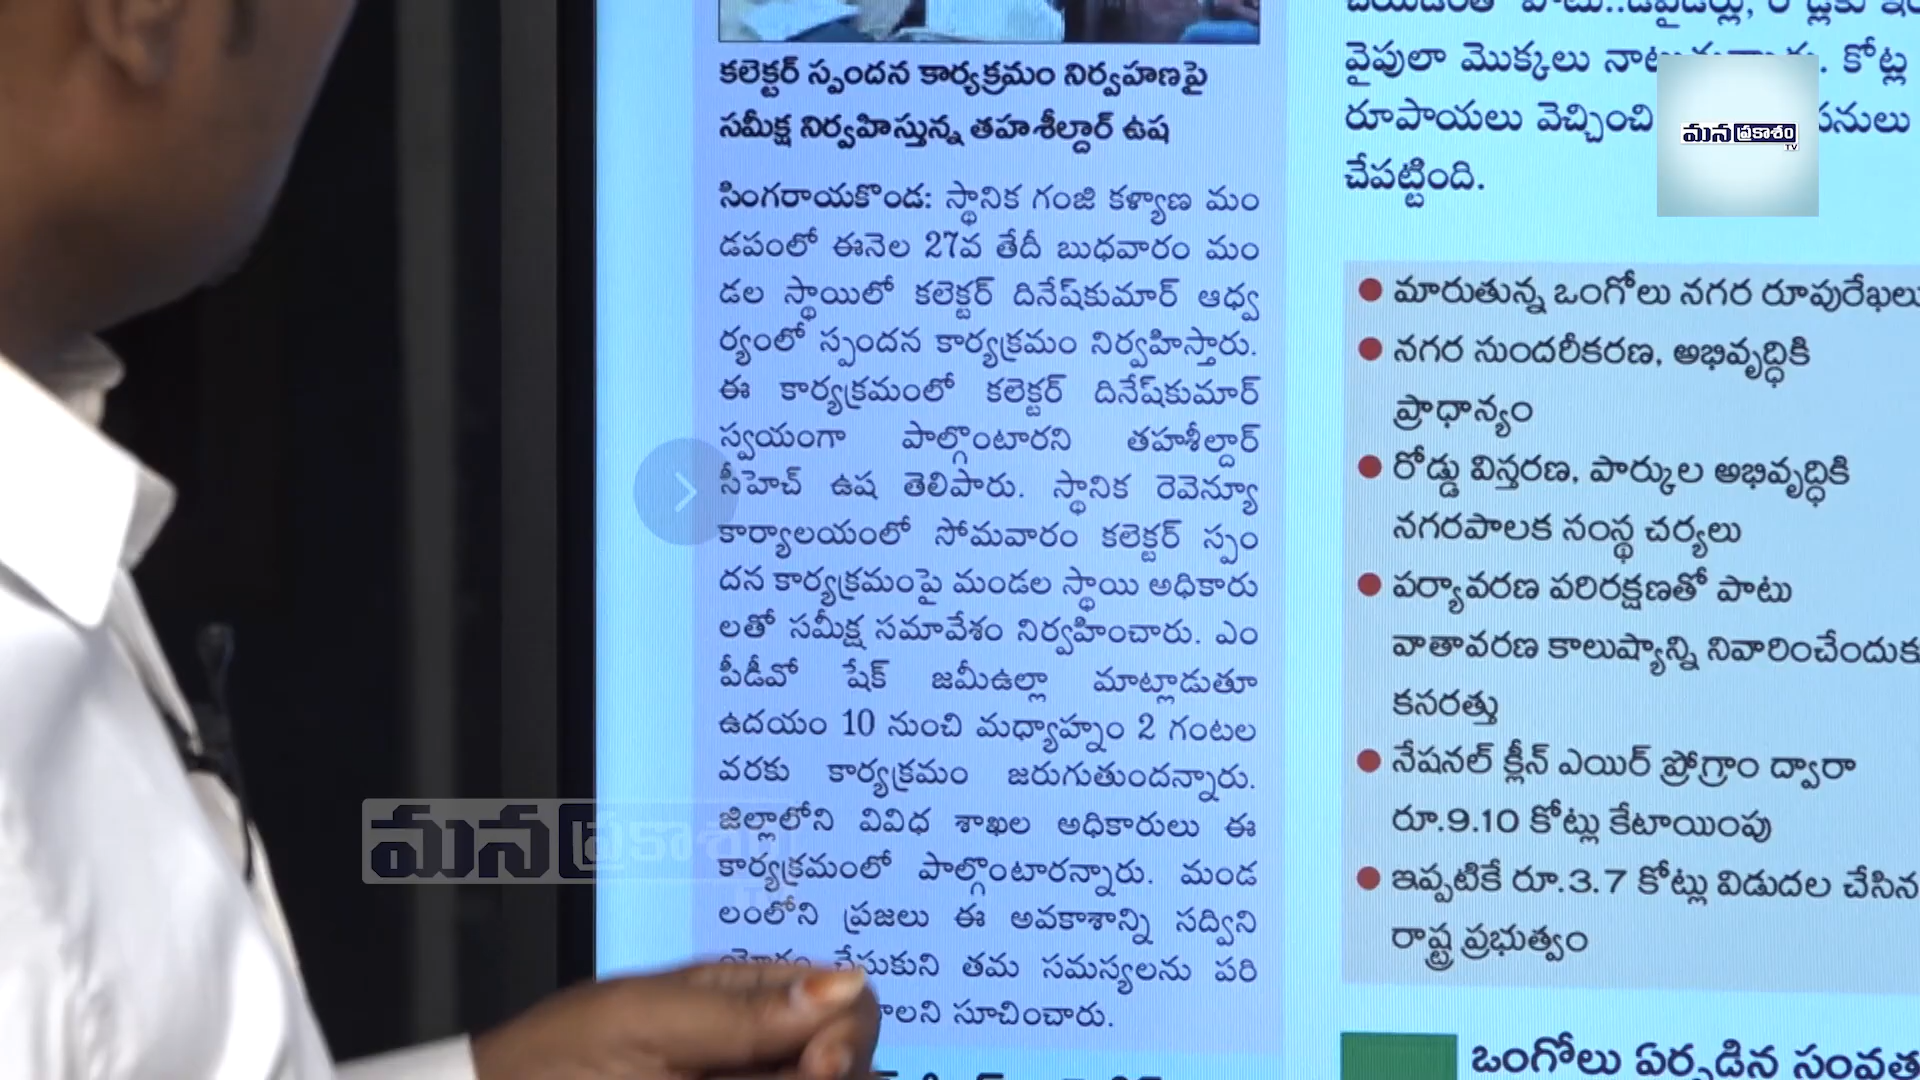 కలెక్టర్ స్పందన కార్యక్రమం నిర్వహణపై
సమీక్ష నిర్వహిస్తున్న తహశీల్దార్ ఉష
సింగరాయకొండ: స్థానిక గంజి కళ్యాణ మం
డపంలో ఈనెల 27వ తేదీ బుధవారం మం
డల స్థాయిలో కలెక్టర్ దినేష్‌కుమార్ ఆధ్వ
ర్యంలో స్పందన కార్యక్రమం నిర్వహిస్తారు.
ఈ కార్యక్రమంలో కలెక్టర్ దినేష్‌కుమార్
స్వయంగా పాల్గొంటారని తహశీల్దార్
సీహెచ్ ఉష తెలిపారు. స్థానిక రెవెన్యూ
కార్యాలయంలో సోమవారం కలెక్టర్ స్పం
దన కార్యక్రమంపై మండల స్థాయి అధికారు
లతో సమీక్ష సమావేశం నిర్వహించారు. ఎం
పీడీవో షేక్ జమీఉల్లా మాట్లాడుతూ
ఉదయం 10 నుంచి మధ్యాహ్నం 2 గంటల
వరకు కార్యక్రమం జరుగుతుందన్నారు.
జిల్లాలోని వివిధ శాఖల అధికారులు ఈ
కార్యక్రమంలో పాల్గొంటారన్నారు. మండ
లంలోని ప్రజలు ఈ అవకాశాన్ని సద్విని
చేసుకుని తమ సమస్యలను పరి
సూచించారు.
వైపులా మొక్కలు కోట్ల
రూపాయలు వెచ్చించి పనులు
చేపట్టింది.
మారుతున్న ఒంగోలు నగర రూపురేఖలు
నగర సుందరీకరణ, అభివృద్ధికి
ప్రాధాన్యం
రోడ్డు విస్తరణ, పార్కుల అభివృద్ధికి
నగరపాలక సంస్థ చర్యలు
పర్యావరణ పరిరక్షణతో పాటు
వాతావరణ కాలుష్యాన్ని నివారించేందుకు
కసరత్తు
నేషనల్ క్లీన్ ఎయిర్ ప్రోగ్రాం ద్వారా
రూ.9.10 కోట్లు కేటాయింపు
ఇప్పటికే రూ.3.7 కోట్లు విడుదల చేసిన
రాష్ట్ర ప్రభుత్వం
ఒంగోలు ఏర్పడిన
మన ప్రకాశం
TV
మన ప్రకాశం
TV